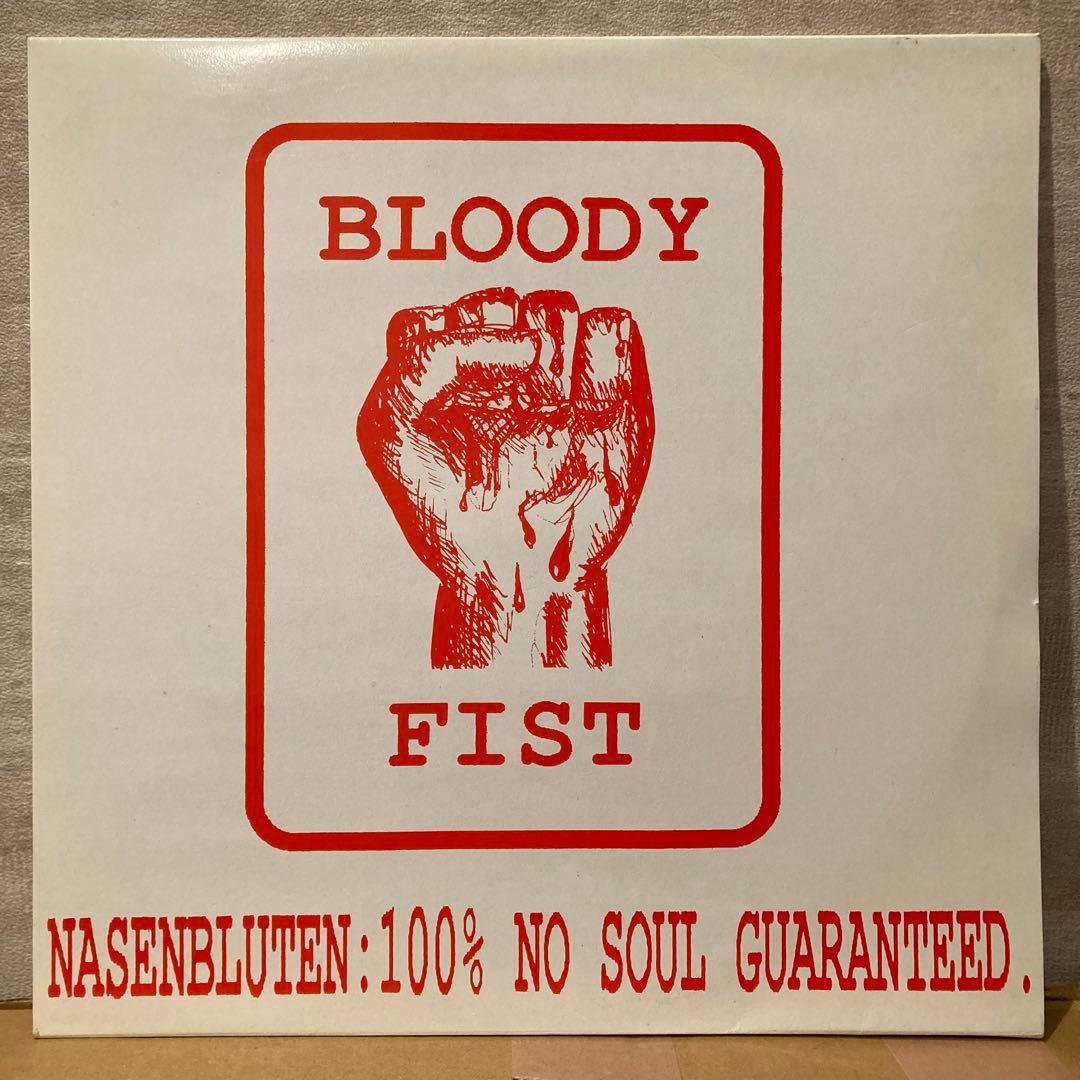 BLOODY
FIST
NASENBLUTEN:100% NO SOUL GUARANTEED.